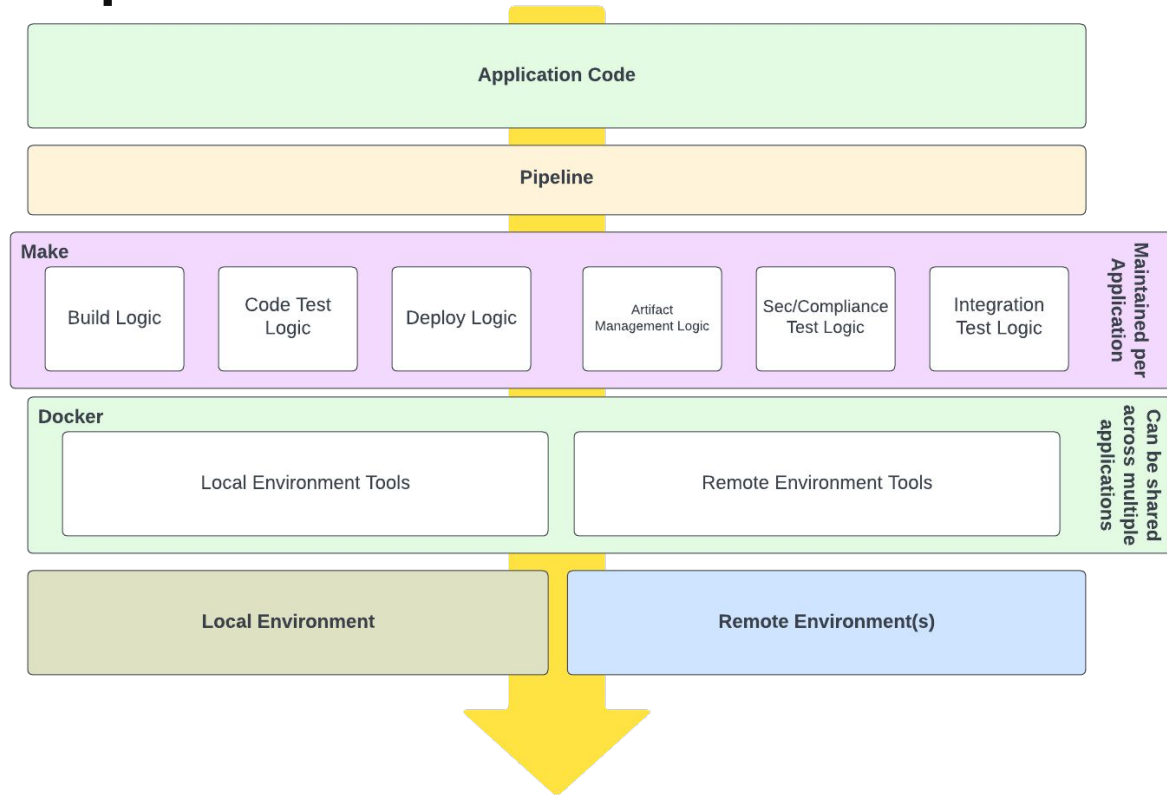 Application Code
Pipeline
Make
Build Logic
Code Test
Logic
Deploy Logic
Artifact
Management Logic
Sec/Compliance
Test Logic
Integration
Test Logic
Maintained per
Application
Docker
Local Environment Tools
Remote Environment Tools
Can be shared
across multiple
applications
Local Environment
Remote Environment(s)